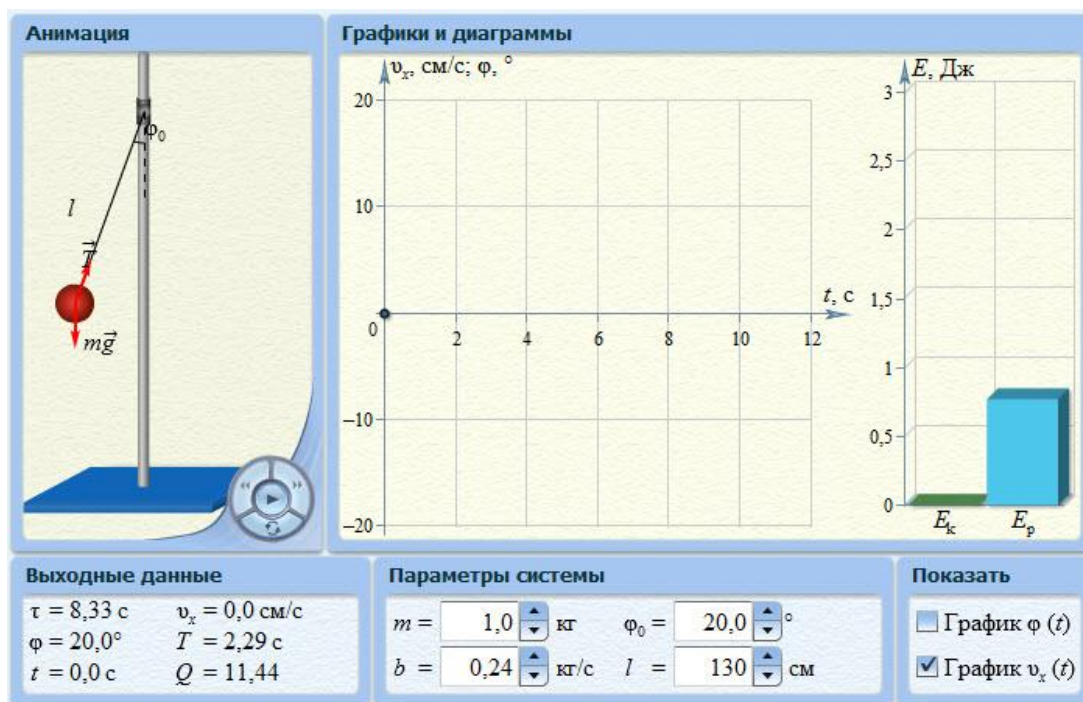 Анимация
φ₀
l
T⃗
mg⃗
Графики и диаграммы
υₓ, см/с; φ, °
20
10
0
–10
–20
2
4
6
8
10
12
t, с
E, Дж
3
2,5
2
1,5
1
0,5
0
Eₖ
Eₚ
Выходные данные
τ = 8,33 с υₓ = 0,0 см/с
φ = 20,0° T = 2,29 с
t = 0,0 с Q = 11,44
Параметры системы
m = 1,0 кг φ₀ = 20,0 °
b = 0,24 кг/с l = 130 см
Показать
График φ (t)
График υₓ (t)